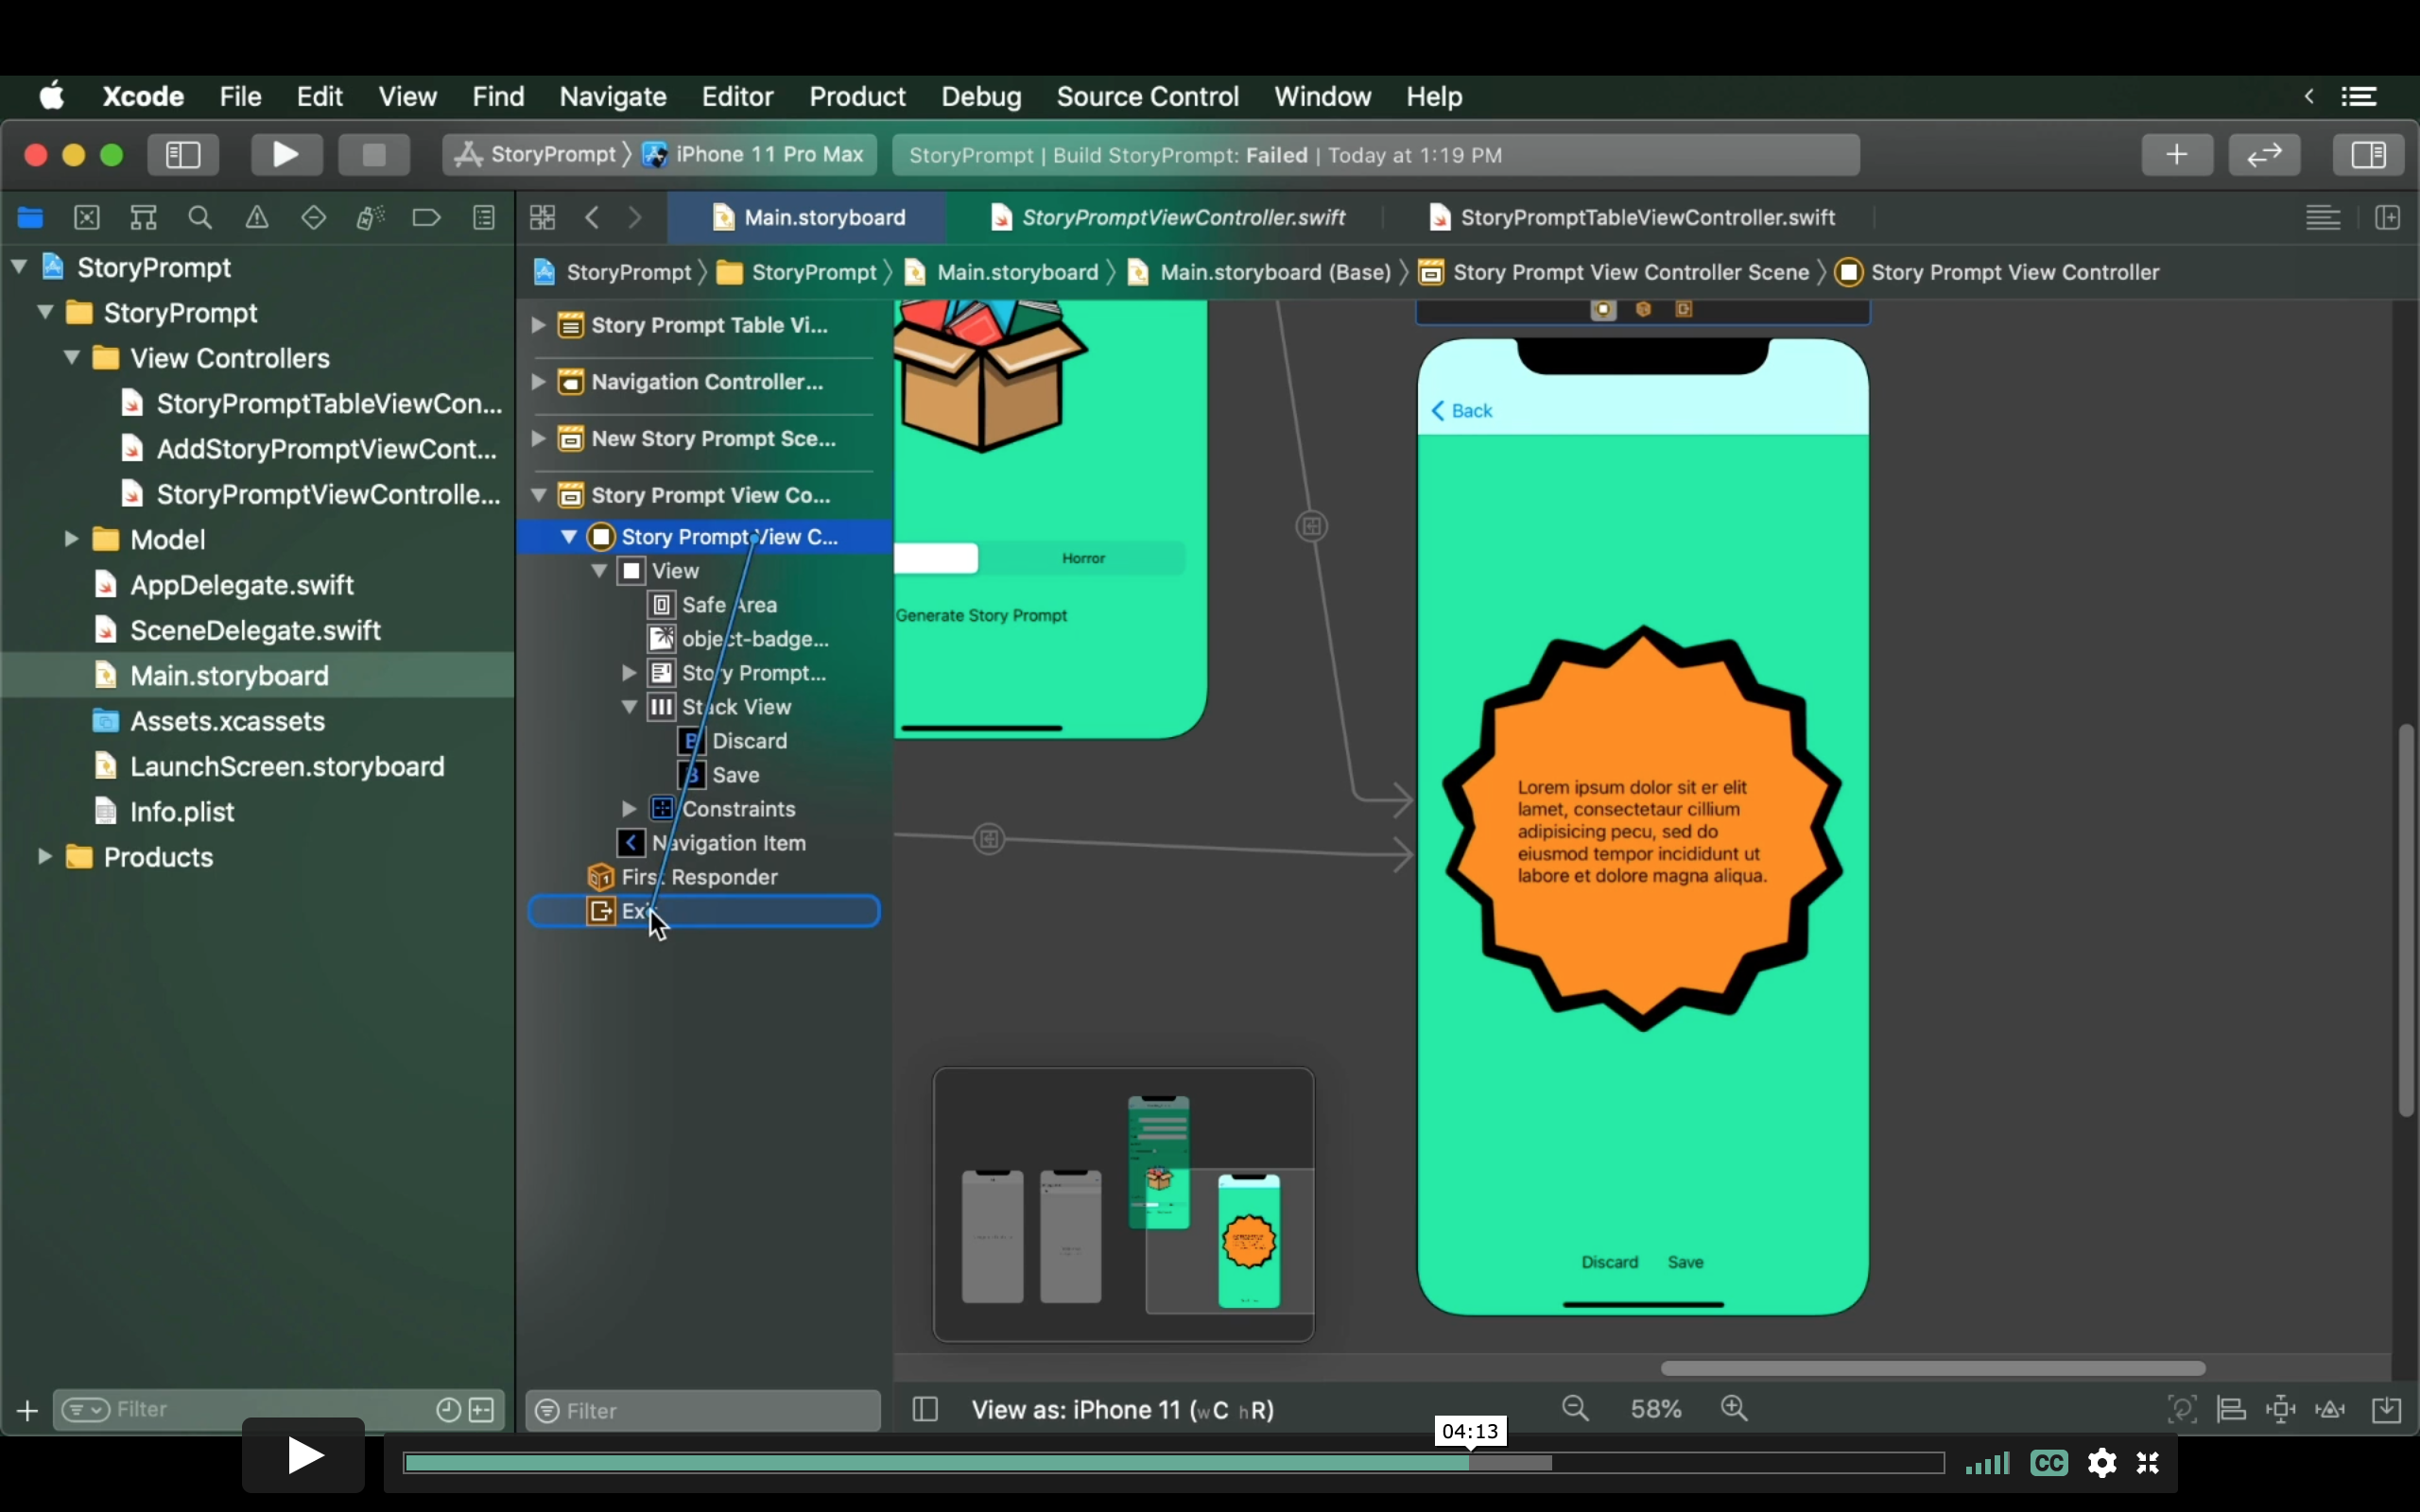 Xcode File Edit View Find Navigate Editor Product Debug Source Control Window Help
StoryPrompt 〉 iPhone 11 Pro Max
StoryPrompt | Build StoryPrompt: Failed | Today at 1:19 PM
Main.storyboard
StoryPromptViewController.swift
StoryPromptTableViewController.swift
StoryPrompt 〉 StoryPrompt 〉 Main.storyboard 〉 Main.storyboard (Base) 〉 Story Prompt View Controller Scene 〉 Story Prompt View Controller
StoryPrompt
StoryPrompt
View Controllers
StoryPromptTableViewCon...
AddStoryPromptViewCont...
StoryPromptViewControlle...
Model
AppDelegate.swift
SceneDelegate.swift
Main.storyboard
Assets.xcassets
LaunchScreen.storyboard
Info.plist
Products
Filter
Story Prompt Table Vi...
Navigation Controller...
New Story Prompt Sce...
Story Prompt View Co...
Story Prompt View C...
View
Safe Area
object-badge...
Story Prompt...
Stack View
B Discard
B Save
Constraints
Navigation Item
First Responder
Exit
Filter
Horror
Generate Story Prompt
Back
Lorem ipsum dolor sit er elit
lamet, consectetaur cillium
adipisicing pecu, sed do
eiusmod tempor incididunt ut
labore et dolore magna aliqua.
Discard Save
View as: iPhone 11 (wC hR)
58%
04:13
CC